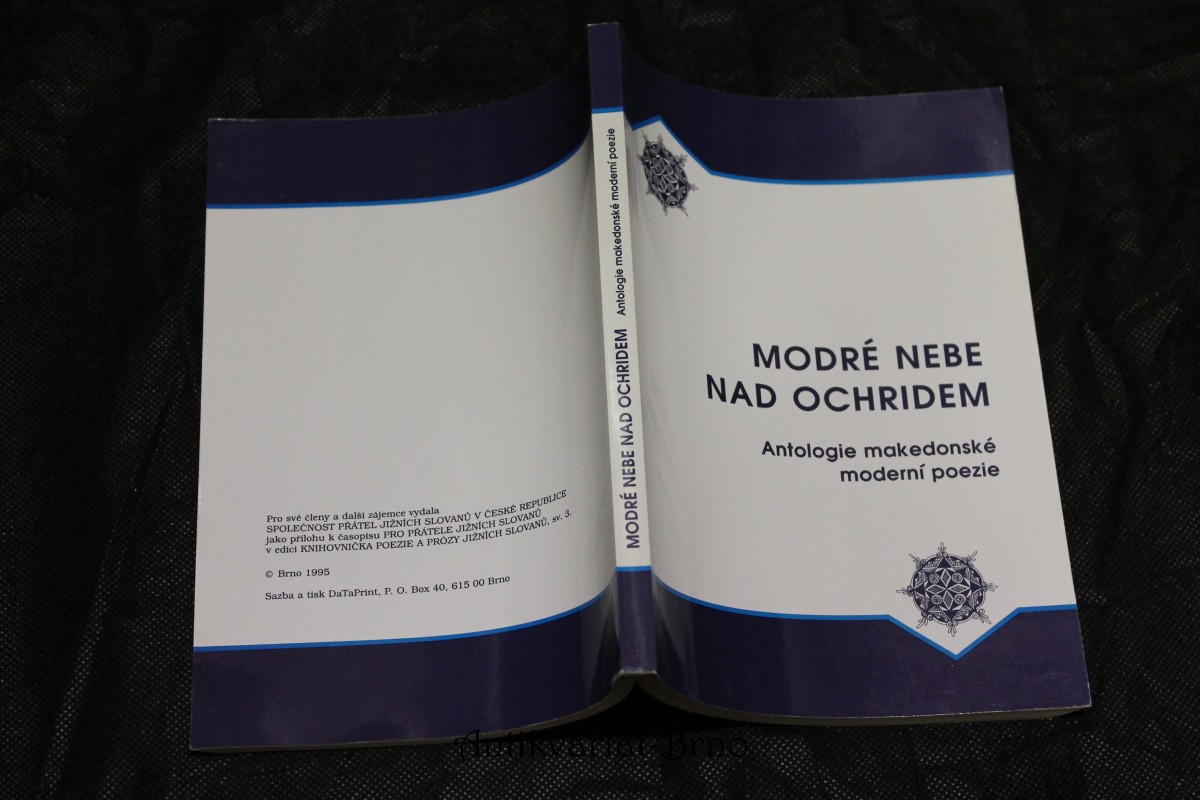 Pro své členy a další zájemce vydala
SPOLEČNOST PŘÁTEL JIŽNÍCH SLOVANŮ V ČESKÉ REPUBLICE
jako přílohu k časopisu PRO PŘÁTELE JIŽNÍCH SLOVANŮ
v edici KNIHOVNIČKA POEZIE A PRÓZY JIŽNÍCH SLOVANŮ, sv. 3.
© Brno 1995
Sazba a tisk DaTaPrint, P. O. Box 40, 615 00 Brno
MODRÉ NEBE NAD OCHRIDEM Antologie makedonské moderní poezie
MODRÉ NEBE
NAD OCHRIDEM
Antologie makedonské
moderní poezie
Antikvariat-Brno